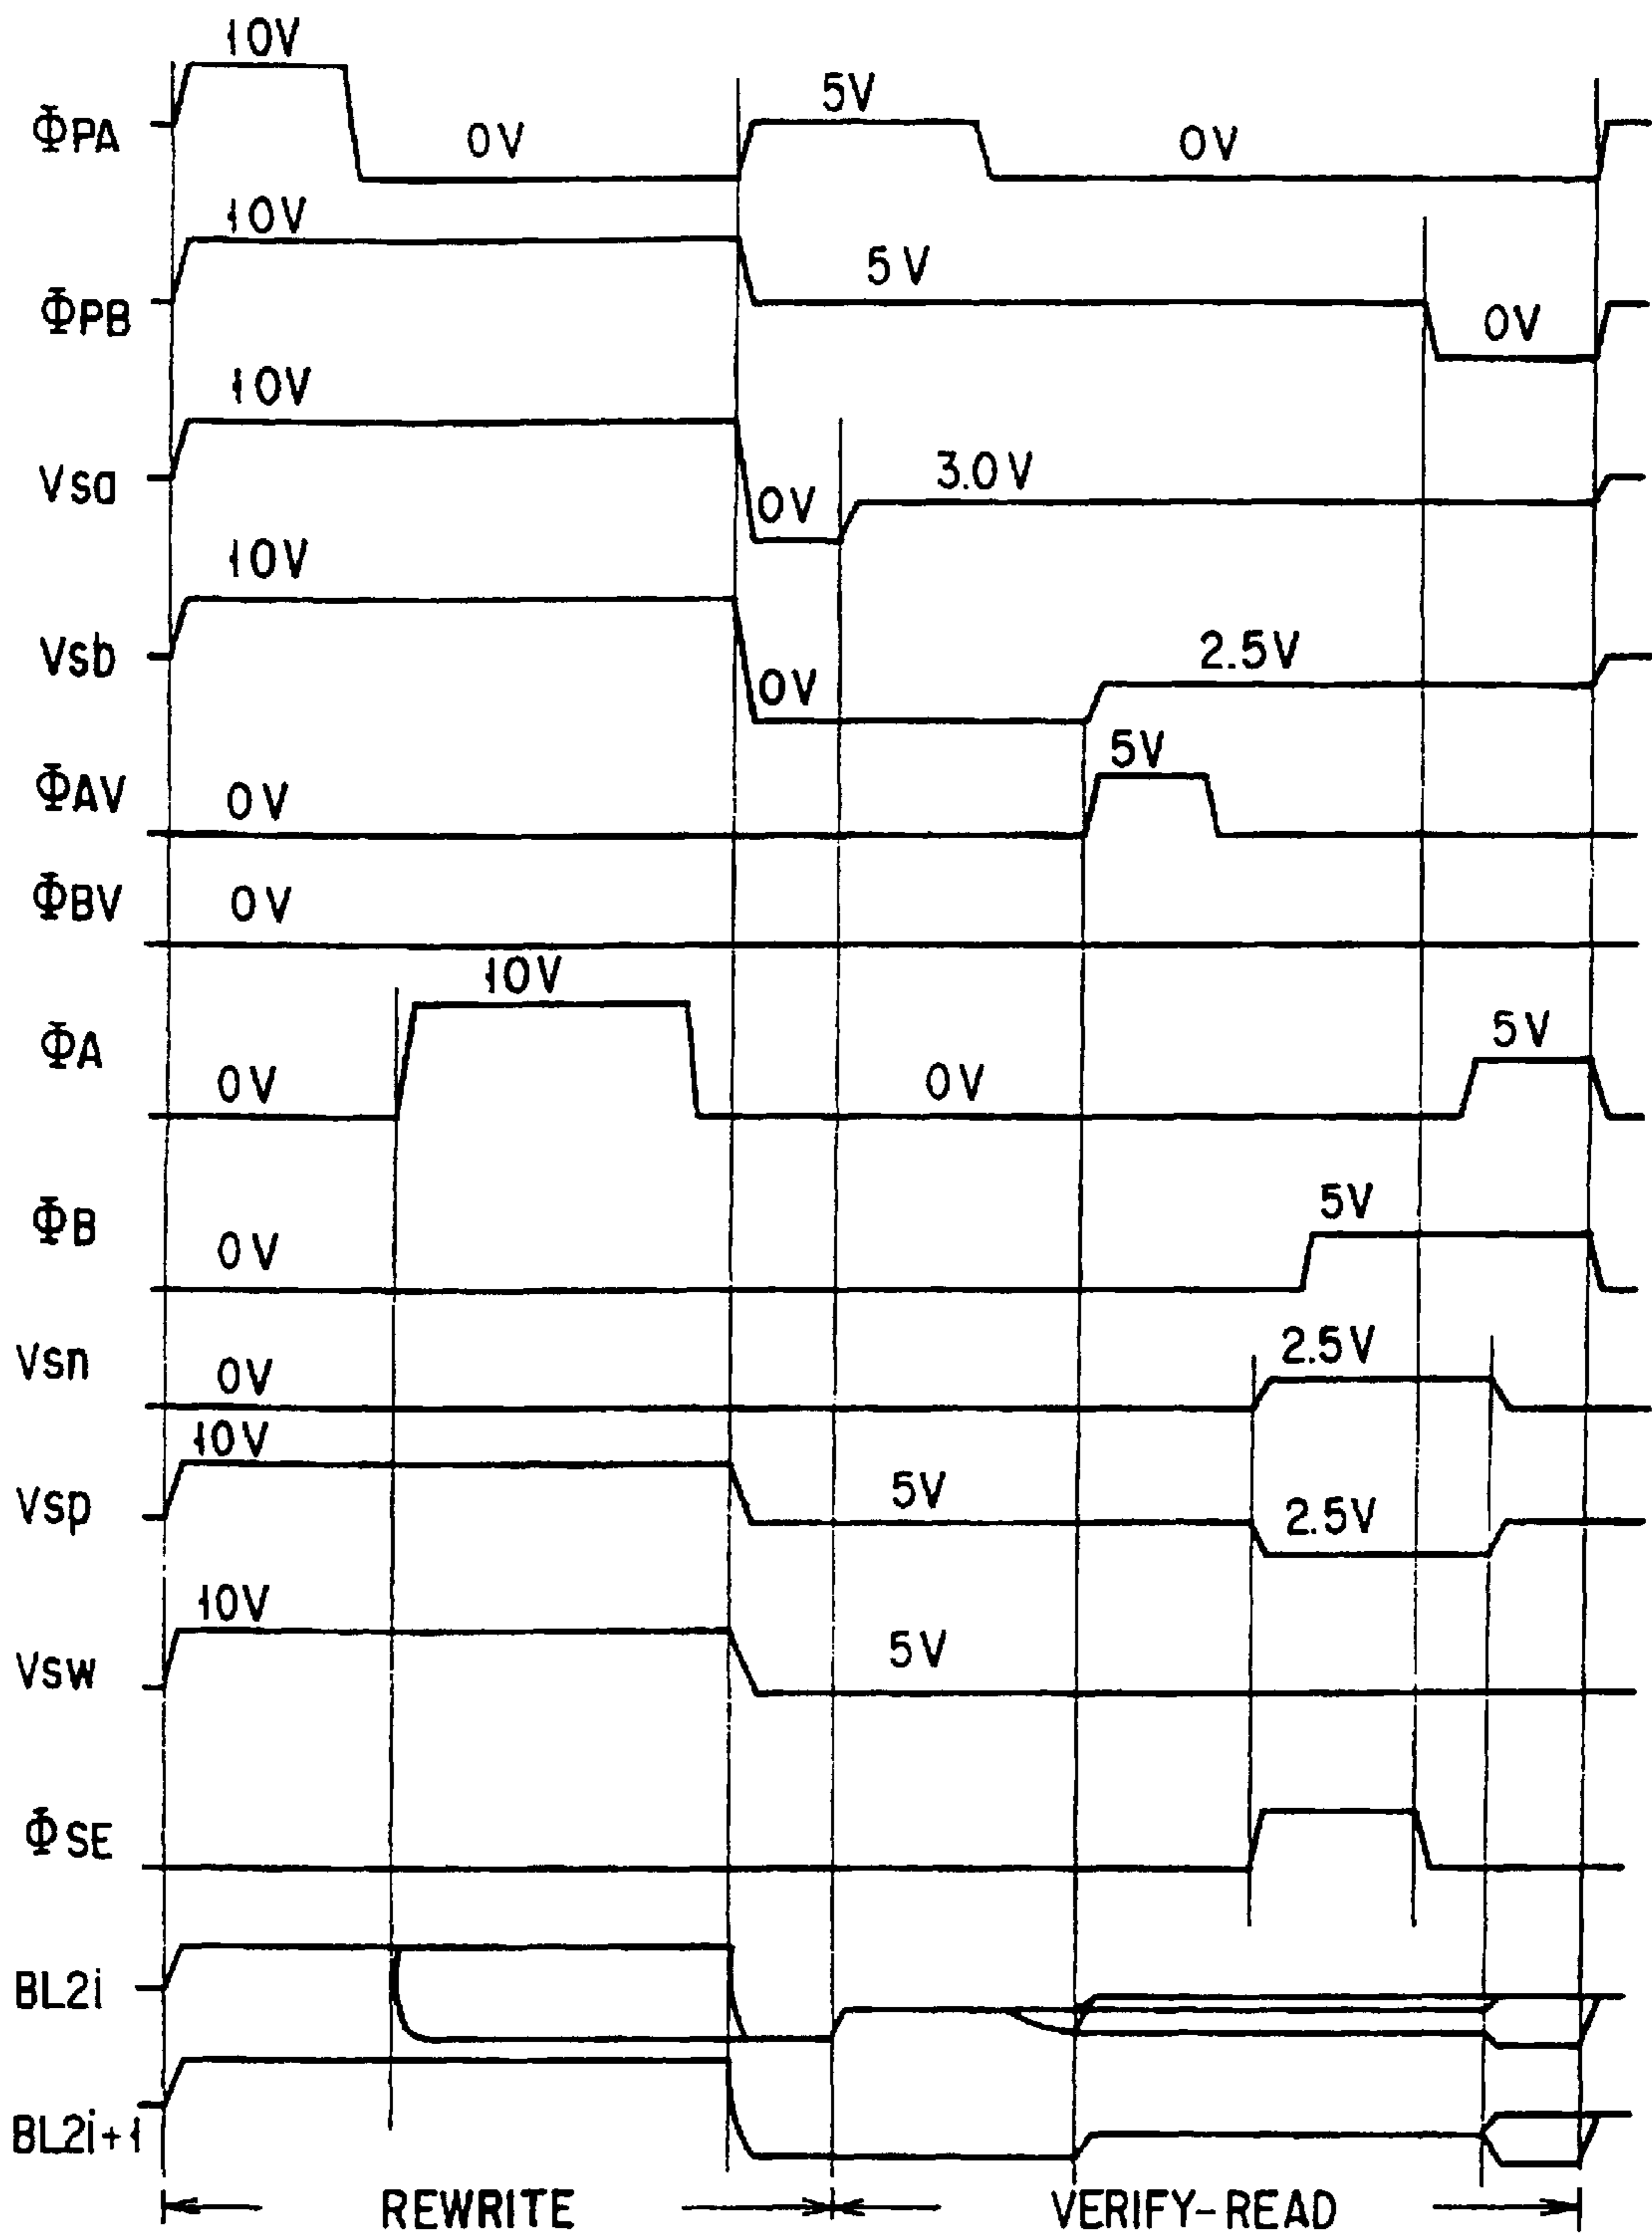 10V
5V
ΦPA
0V
0V
10V
5V
ΦPB
0V
10V
Vsa
3.0V
0V
10V
Vsb
2.5V
0V
5V
ΦAV
0V
ΦBV
0V
10V
5V
ΦA
0V
0V
5V
ΦB
0V
2.5V
Vsn
0V
10V
Vsp
5V
2.5V
10V
Vsw
5V
ΦSE
BL2i
BL2i+1
REWRITE
VERIFY-READ